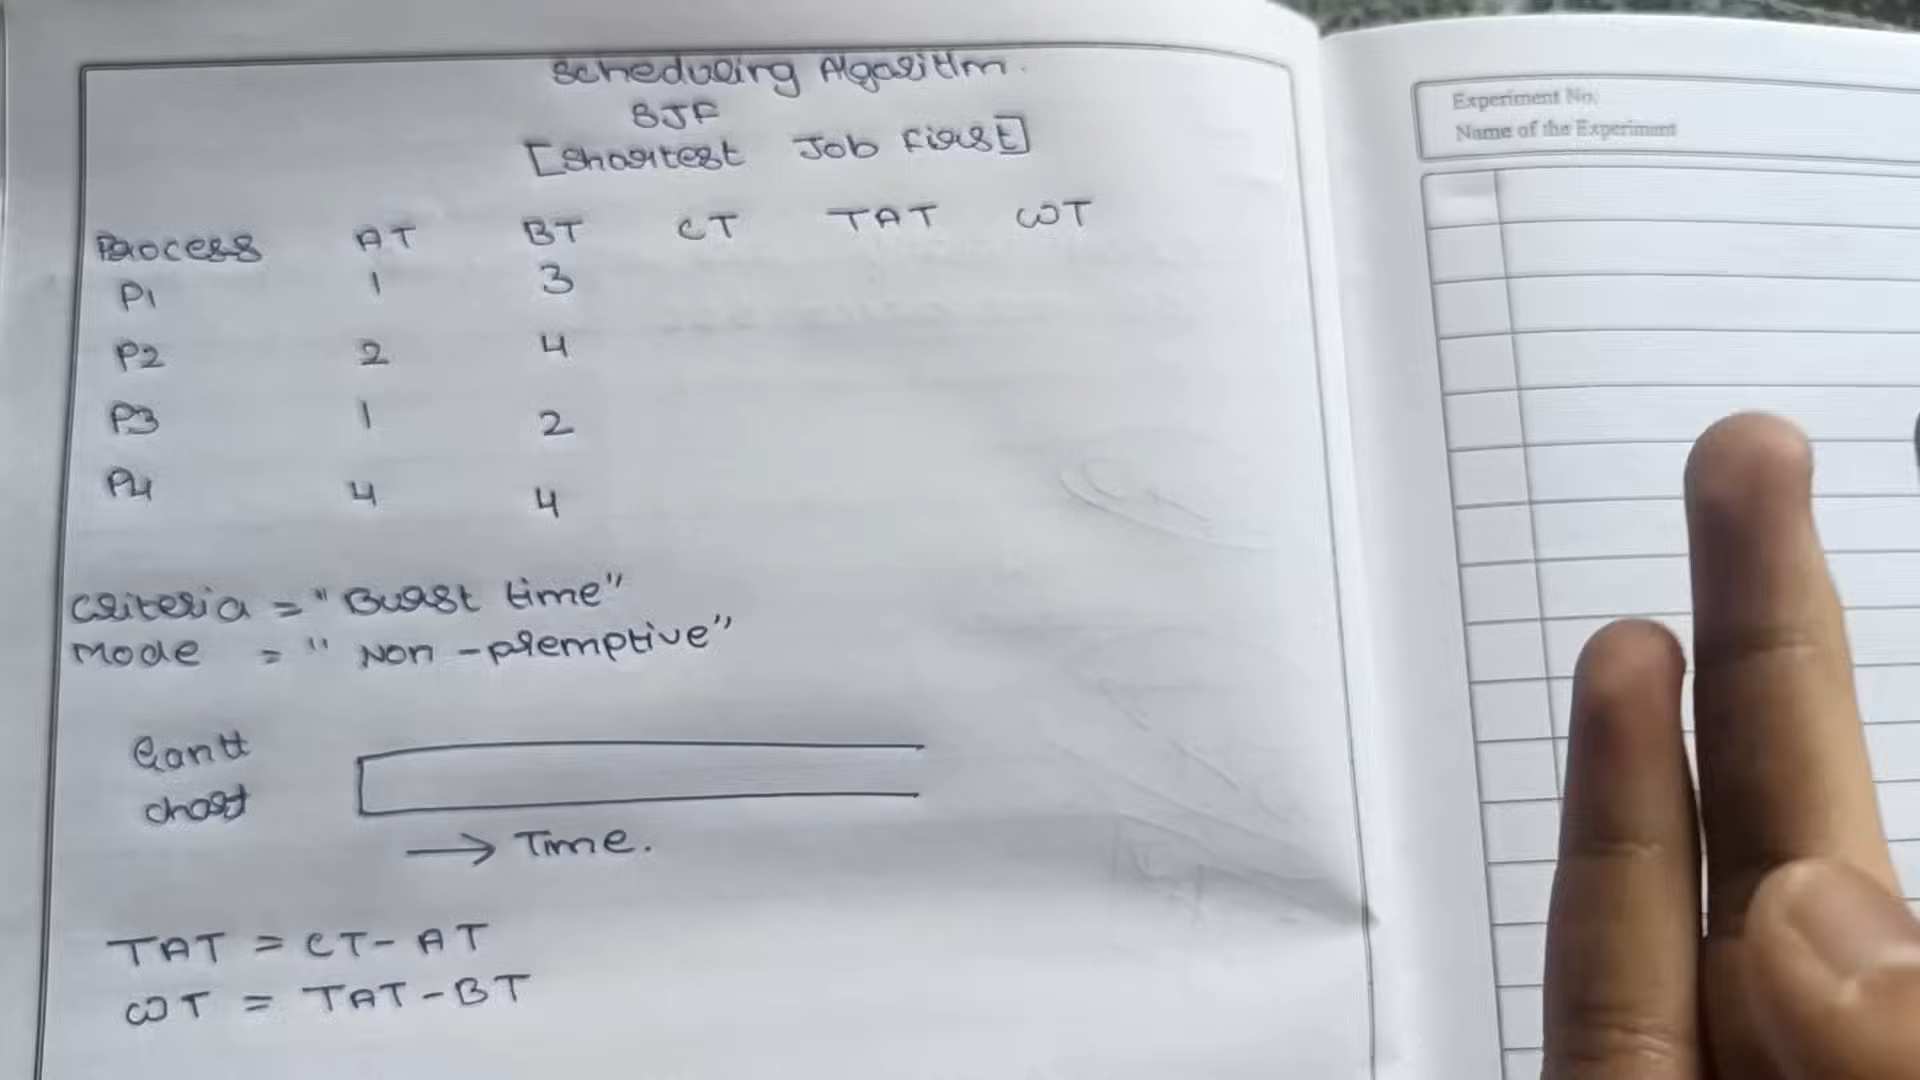 Scheduling Algorithm.
SJF
[Shortest Job First]
Process AT BT CT TAT WT
P1 1 3
P2 2 4
P3 1 2
P4 4 4
Criteria = "Burst time"
Mode = "Non-premptive"
Gantt
chart
→ Time.
TAT = CT - AT
WT = TAT - BT
Experiment No.
Name of the Experiment